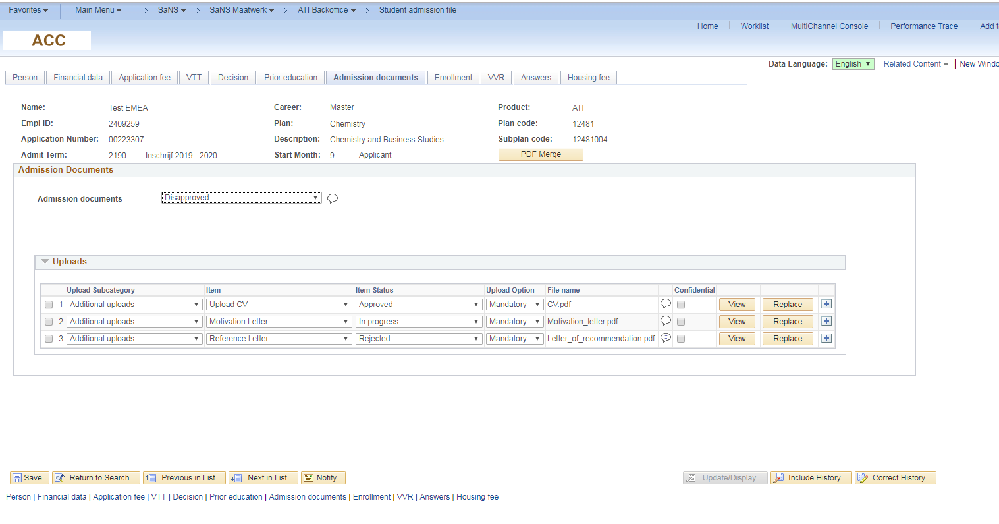 Favorites Main Menu > SaNS > SaNS Maatwerk > ATI Backoffice > Student admission file
Home Worklist MultiChannel Console Performance Trace Add t
ACC
Data Language: English Related Content New Windo
Person Financial data Application fee VTT Decision Prior education Admission documents Enrollment VVR Answers Housing fee
Name: Test EMEA Career: Master Product: ATI
Empl ID: 2409259 Plan: Chemistry Plan code: 12481
Application Number: 00223307 Description: Chemistry and Business Studies Subplan code: 12481004
Admit Term: 2190 Inschrijf 2019 - 2020 Start Month: 9 Applicant PDF Merge
Admission Documents
Admission documents Disapproved
Uploads
Upload Subcategory Item Item Status Upload Option File name Confidential
1 Additional uploads Upload CV Approved Mandatory CV.pdf View Replace
2 Additional uploads Motivation Letter In progress Mandatory Motivation_letter.pdf View Replace
3 Additional uploads Reference Letter Rejected Mandatory Letter_of_recommendation.pdf View Replace
Save Return to Search Previous in List Next in List Notify Update/Display Include History Correct History
Person | Financial data | Application fee | VTT | Decision | Prior education | Admission documents | Enrollment | VVR | Answers | Housing fee